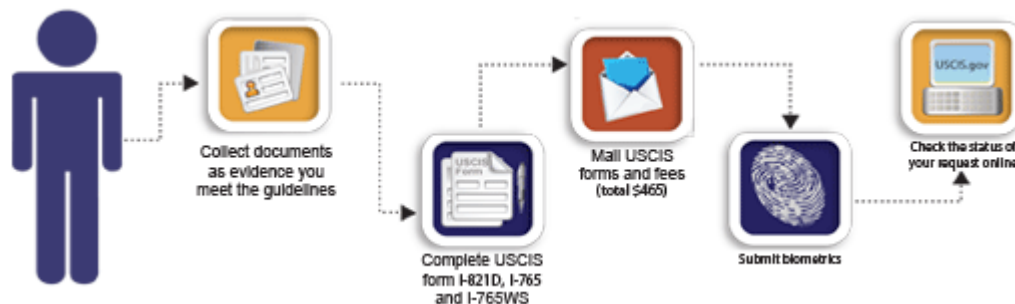 Collect documents
as evidence you
meet the guidelines
USCIS
Form
Complete USCIS
form I-821D, I-765
and I-765WS
Mail USCIS
forms and fees
(total $465)
Submit biometrics
USCIS.gov
Check the status of
your request online